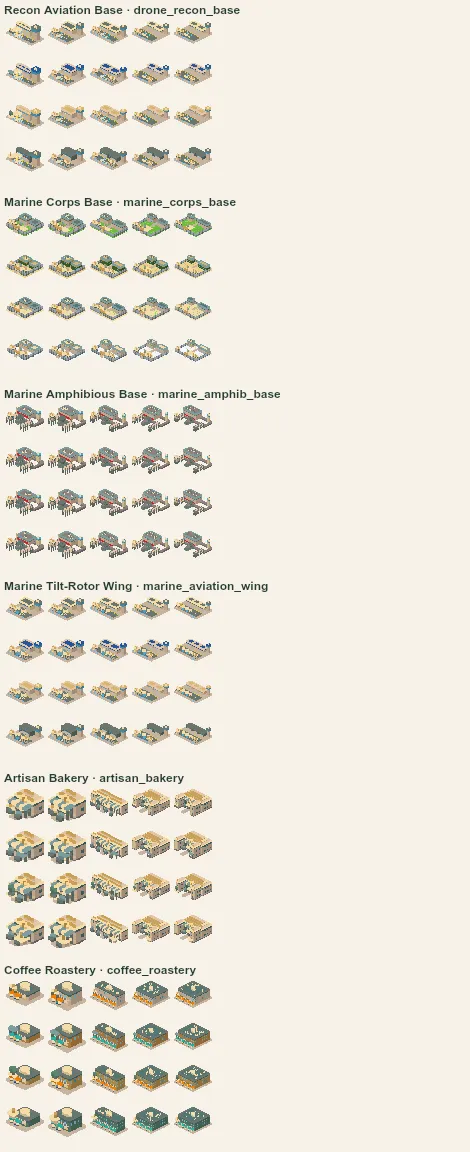 Recon Aviation Base · drone_recon_base
Marine Corps Base · marine_corps_base
Marine Amphibious Base · marine_amphib_base
Marine Tilt-Rotor Wing · marine_aviation_wing
Artisan Bakery · artisan_bakery
Coffee Roastery · coffee_roastery